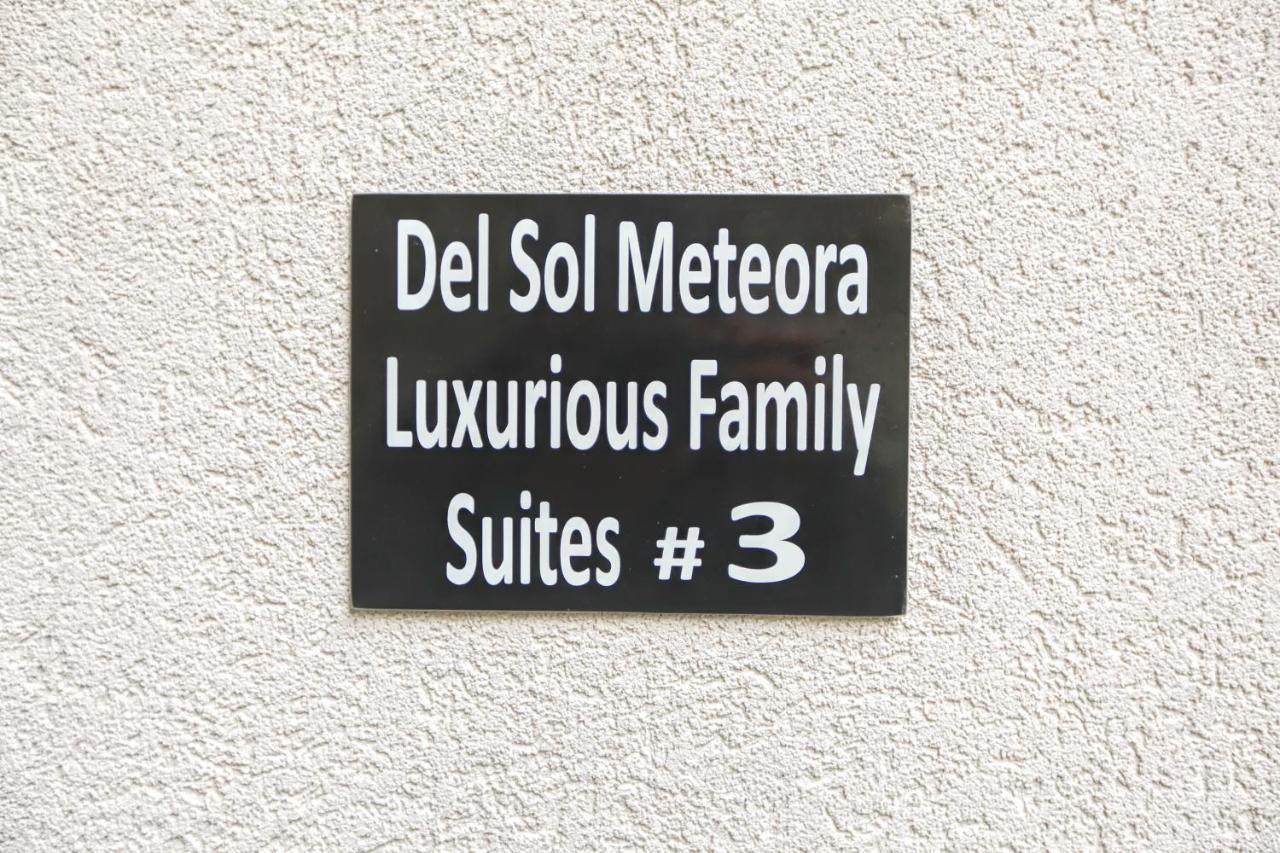 Del Sol Meteora
Luxurious Family
Suites # 3